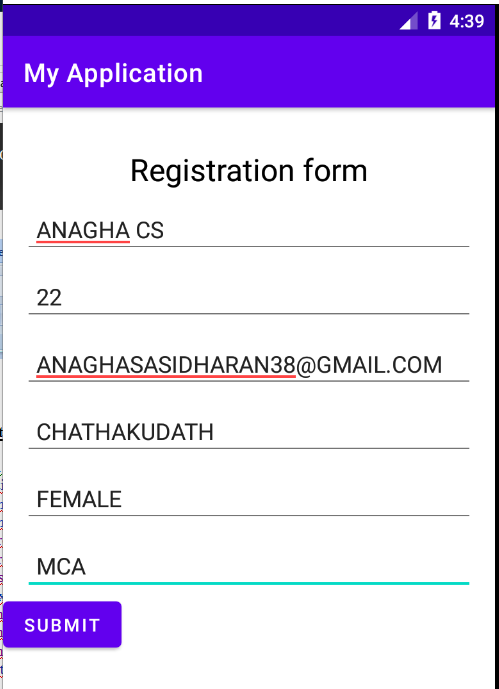 4:39
My Application
Registration form
ANAGHA CS
22
ANAGHASASIDHARAN38@GMAIL.COM
CHATHAKUDATH
FEMALE
MCA
SUBMIT